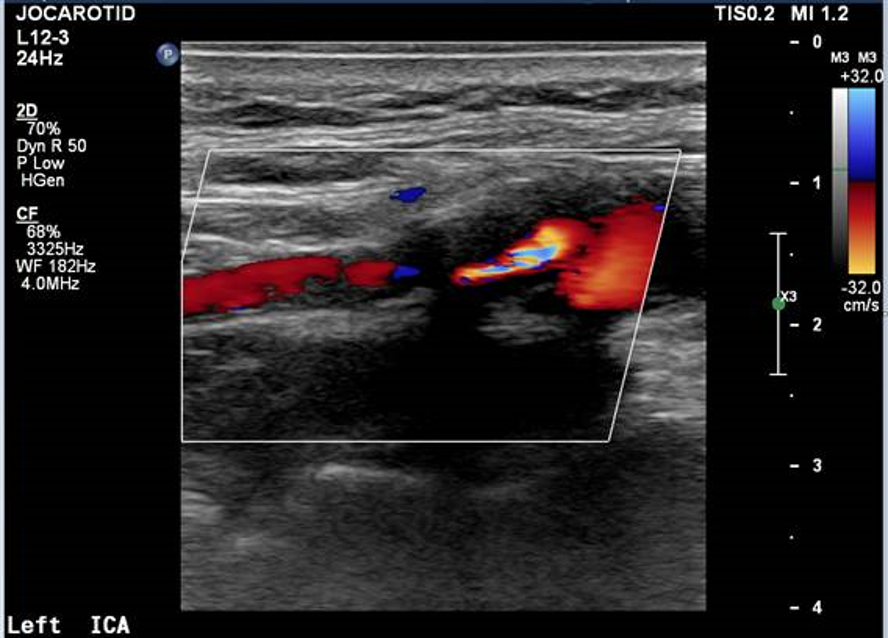 JOCAROTID
TIS0.2 MI 1.2
L12-3
24Hz
P
0
M3 M3
+32.0
2D
70%
Dyn R 50
P Low
HGen
1
CF
68%
3325Hz
WF 182Hz
4.0MHz
-32.0
cm/s
X3
2
3
4
Left ICA